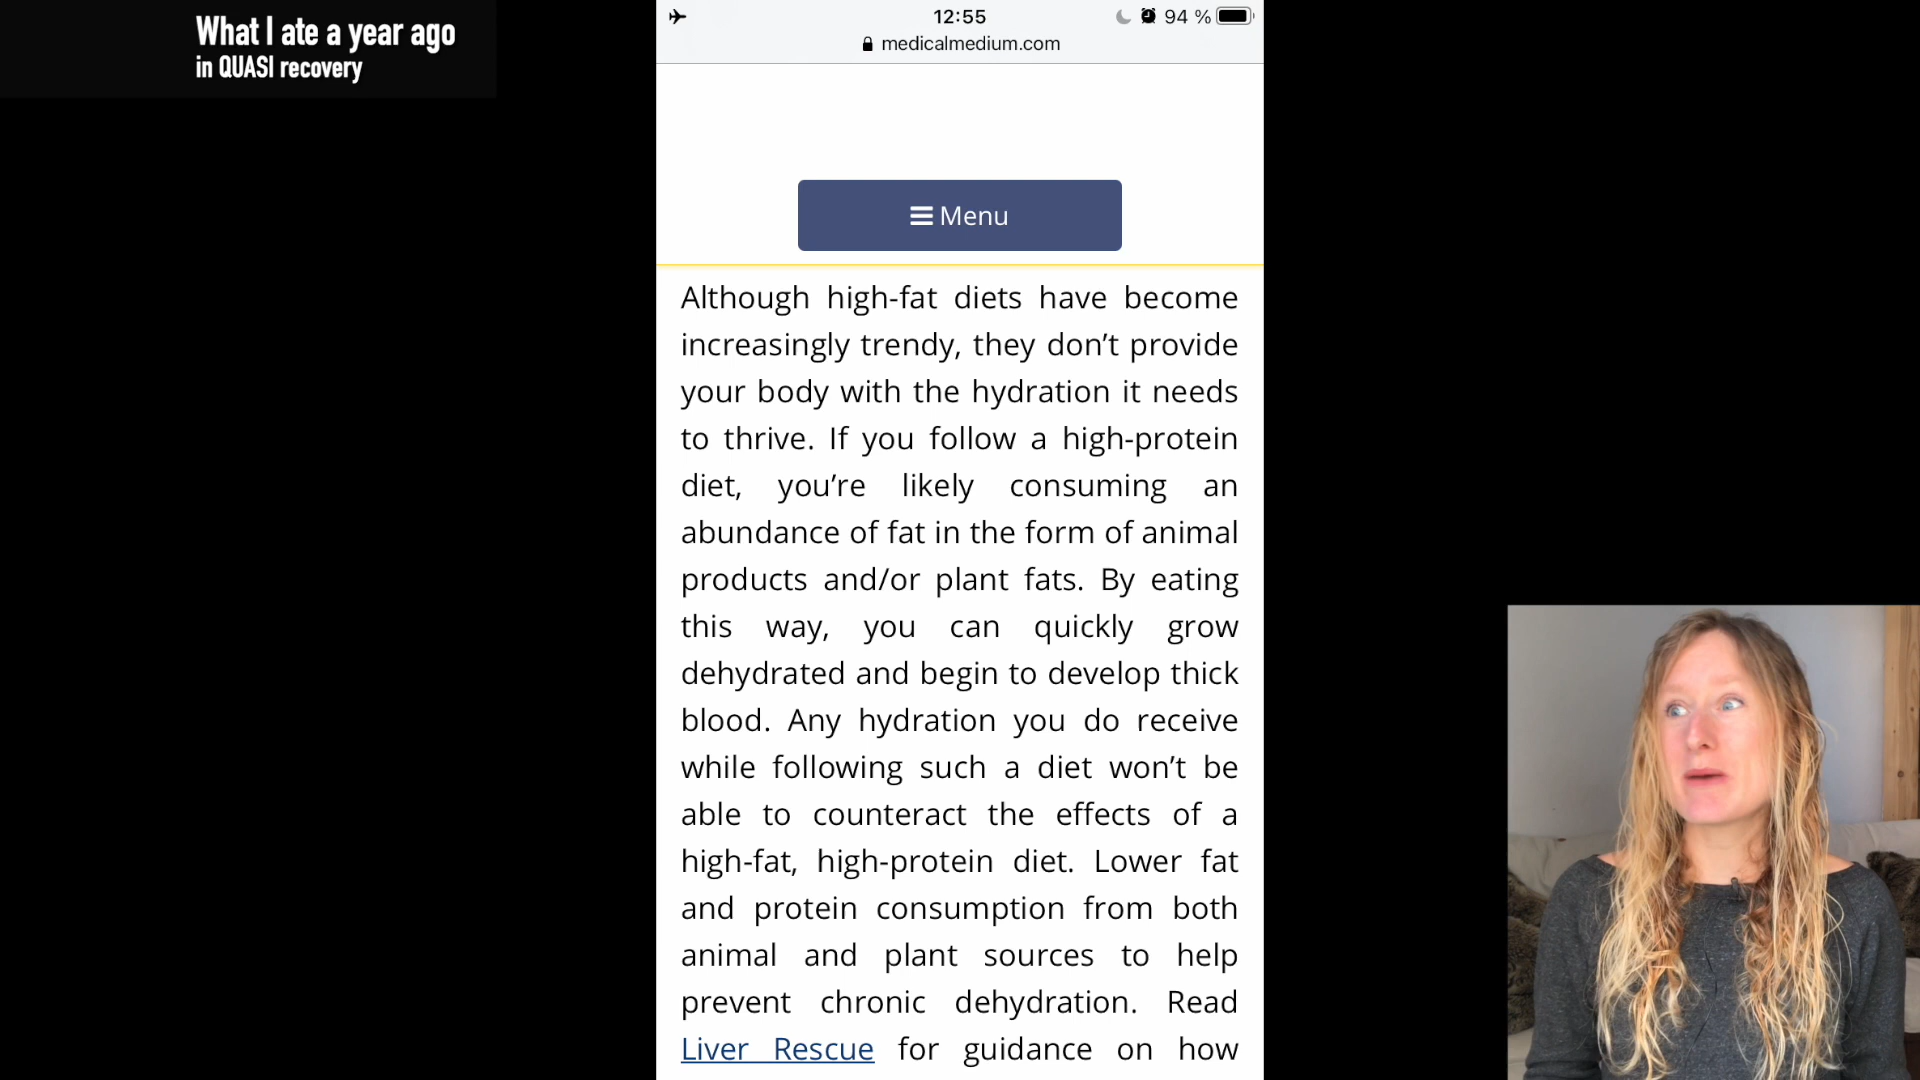 What I ate a year ago
in QUASI recovery
12:55
94 %
medicalmedium.com
Menu
Although high-fat diets have become
increasingly trendy, they don’t provide
your body with the hydration it needs
to thrive. If you follow a high-protein
diet, you’re likely consuming an
abundance of fat in the form of animal
products and/or plant fats. By eating
this way, you can quickly grow
dehydrated and begin to develop thick
blood. Any hydration you do receive
while following such a diet won’t be
able to counteract the effects of a
high-fat, high-protein diet. Lower fat
and protein consumption from both
animal and plant sources to help
prevent chronic dehydration. Read
Liver Rescue for guidance on how